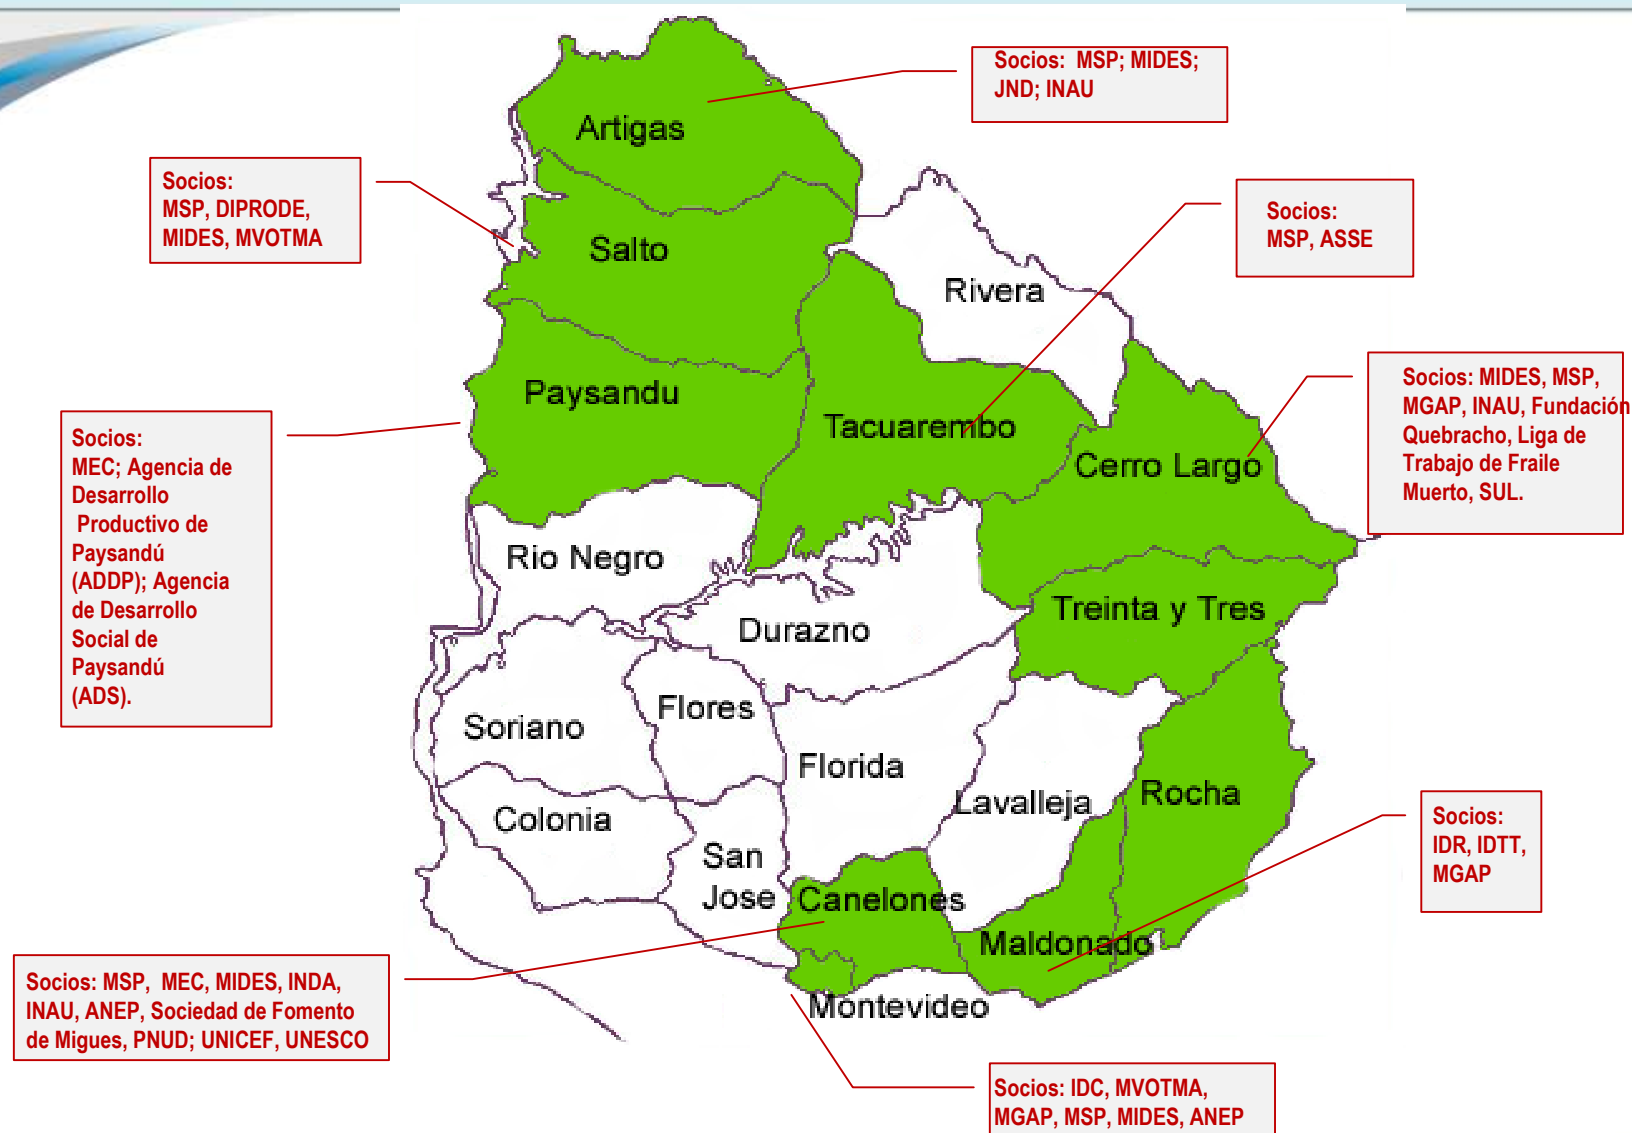 Socios:  MSP; MIDES;
JND; INAU
Artigas
Socios:
MSP, DIPRODE,
MIDES, MVOTMA
Socios:
MSP, ASSE
Salto
Rivera
Paysandu
Tacuarembo
Socios: MIDES, MSP,
MGAP, INAU, Fundación
Quebracho, Liga de
Trabajo de Fraile
Muerto, SUL.
Cerro Largo
Socios:
MEC; Agencia de
Desarrollo
Productivo de
Paysandú
(ADDP); Agencia
de Desarrollo
Social de
Paysandú
(ADS).
Rio Negro
Treinta y Tres
Durazno
Flores
Soriano
Florida
Lavalleja
Rocha
Colonia
San
Jose
Socios:
IDR, IDTT,
MGAP
Canelones
Maldonado
Montevideo
Socios: MSP,  MEC, MIDES, INDA,
INAU, ANEP, Sociedad de Fomento
de Migues, PNUD; UNICEF, UNESCO
Socios: IDC, MVOTMA,
MGAP, MSP, MIDES, ANEP